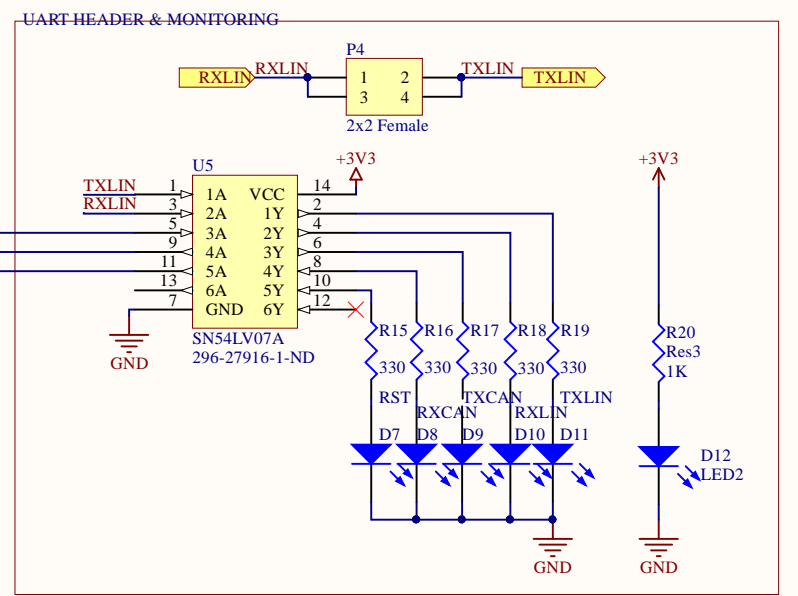 UART HEADER & MONITORING
P4
RXLIN
RXLIN
1
2
TXLIN
TXLIN
3
4
2x2 Female
U5
+3V3
+3V3
TXLIN
1
1A
VCC
14
RXLIN
3
2A
1Y
2
5
3A
2Y
4
9
4A
3Y
6
11
5A
4Y
8
13
6A
5Y
10
7
GND
6Y
12
SN54LV07A
296-27916-1-ND
GND
R15
R16
R17
R18
R19
330
330
330
330
330
R20
Res3
1K
RST
TXCAN
TXLIN
RXCAN
RXLIN
D7
D8
D9
D10
D11
D12
LED2
GND
GND